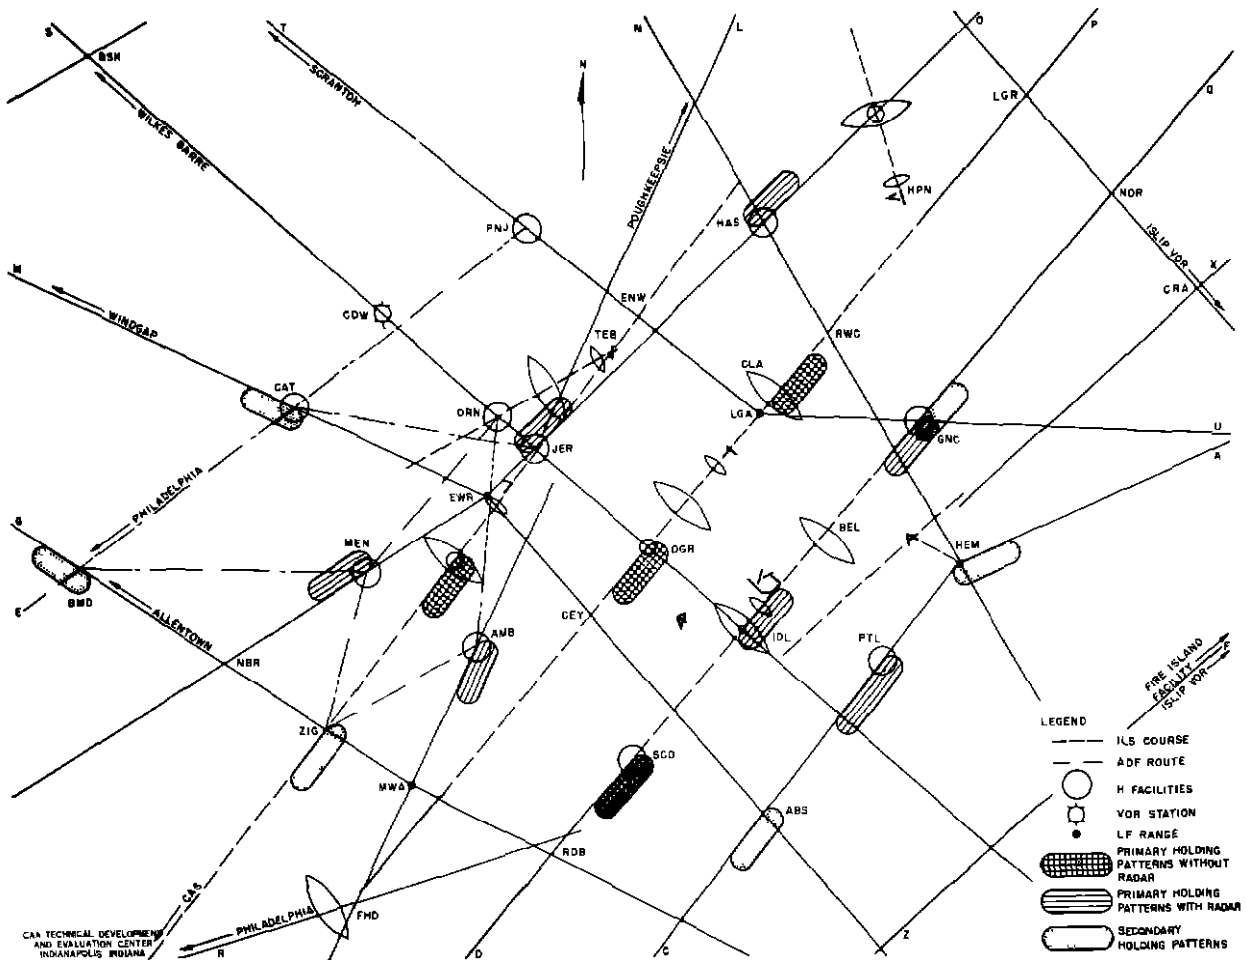 S
T
N
L
O
P
Q
BSH
WILKES BARRE
SCRANTOM
N
POUGHKEEPSIE
LGR
HPN
NOR
ISLIP VOR
X
CRA
PNJ
HAS
M
WINDGAP
CDW
ENW
TEB
RWC
CAT
ORN
JER
CLA
LGA
GNC
U
A
PHILADELPHIA
EWR
B
MEN
BMD
E
ALLENTOWN
OGR
BEL
HEM
CEY
IDL
PTL
AMB
NBR
ZIG
MWA
SCO
ABS
RDB
CAS
FHD
PHILADELPHIA
R
D
C
Z
FIRE ISLAND
FACILITY
ISLIP VOR
F
LEGEND
ILS COURSE
ADF ROUTE
H FACILITIES
VOR STATION
LF RANGE
PRIMARY HOLDING
PATTERNS WITHOUT
RADAR
PRIMARY HOLDING
PATTERNS WITH RADAR
SECONDARY
HOLDING PATTERNS
CAA TECHNICAL DEVELOPMENT
AND EVALUATION CENTER
INDIANAPOLIS INDIANA